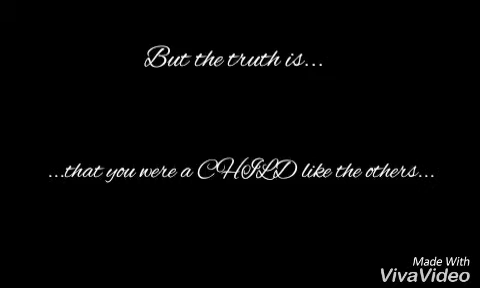 But the truth is...
...that you were a CHILD like the others...
Made With
VivaVideo